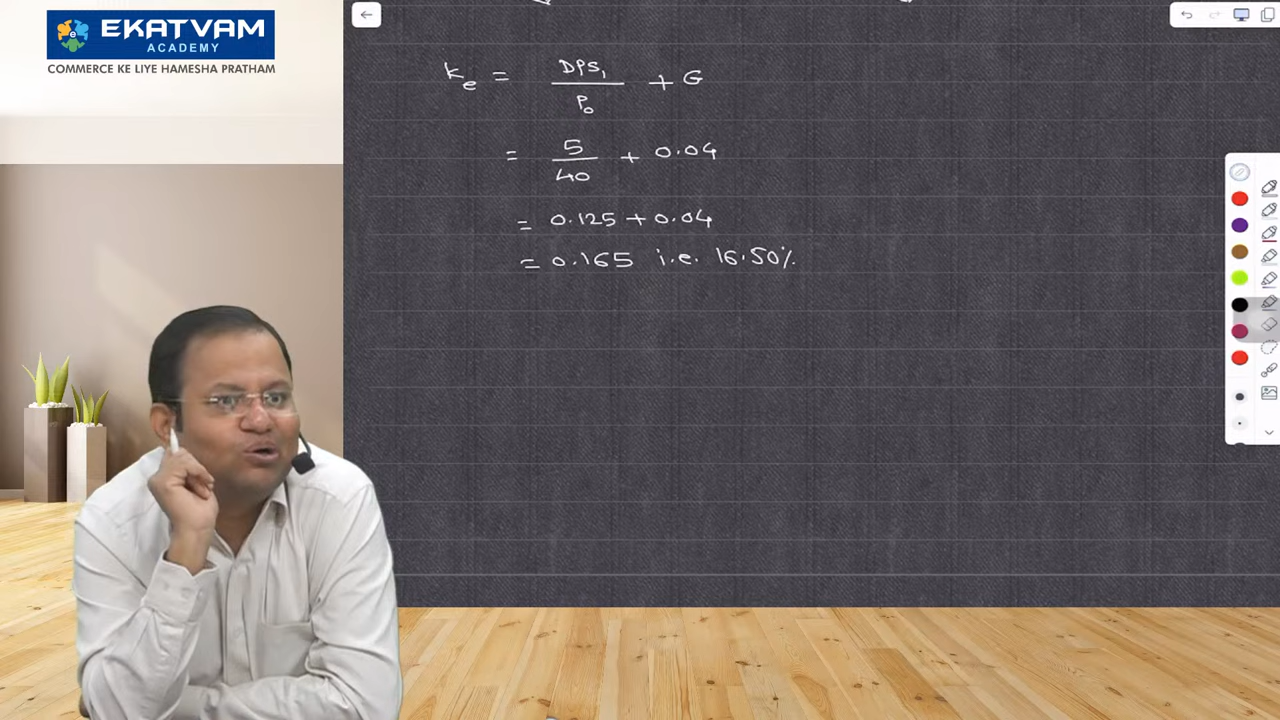 EKATVAM
ACADEMY
COMMERCE KE LIYE HAMESHA PRATHAM
ke = DPS₁ / P₀ + G
= 5 / 40 + 0.04
= 0.125 + 0.04
= 0.165 i.e. 16.50%